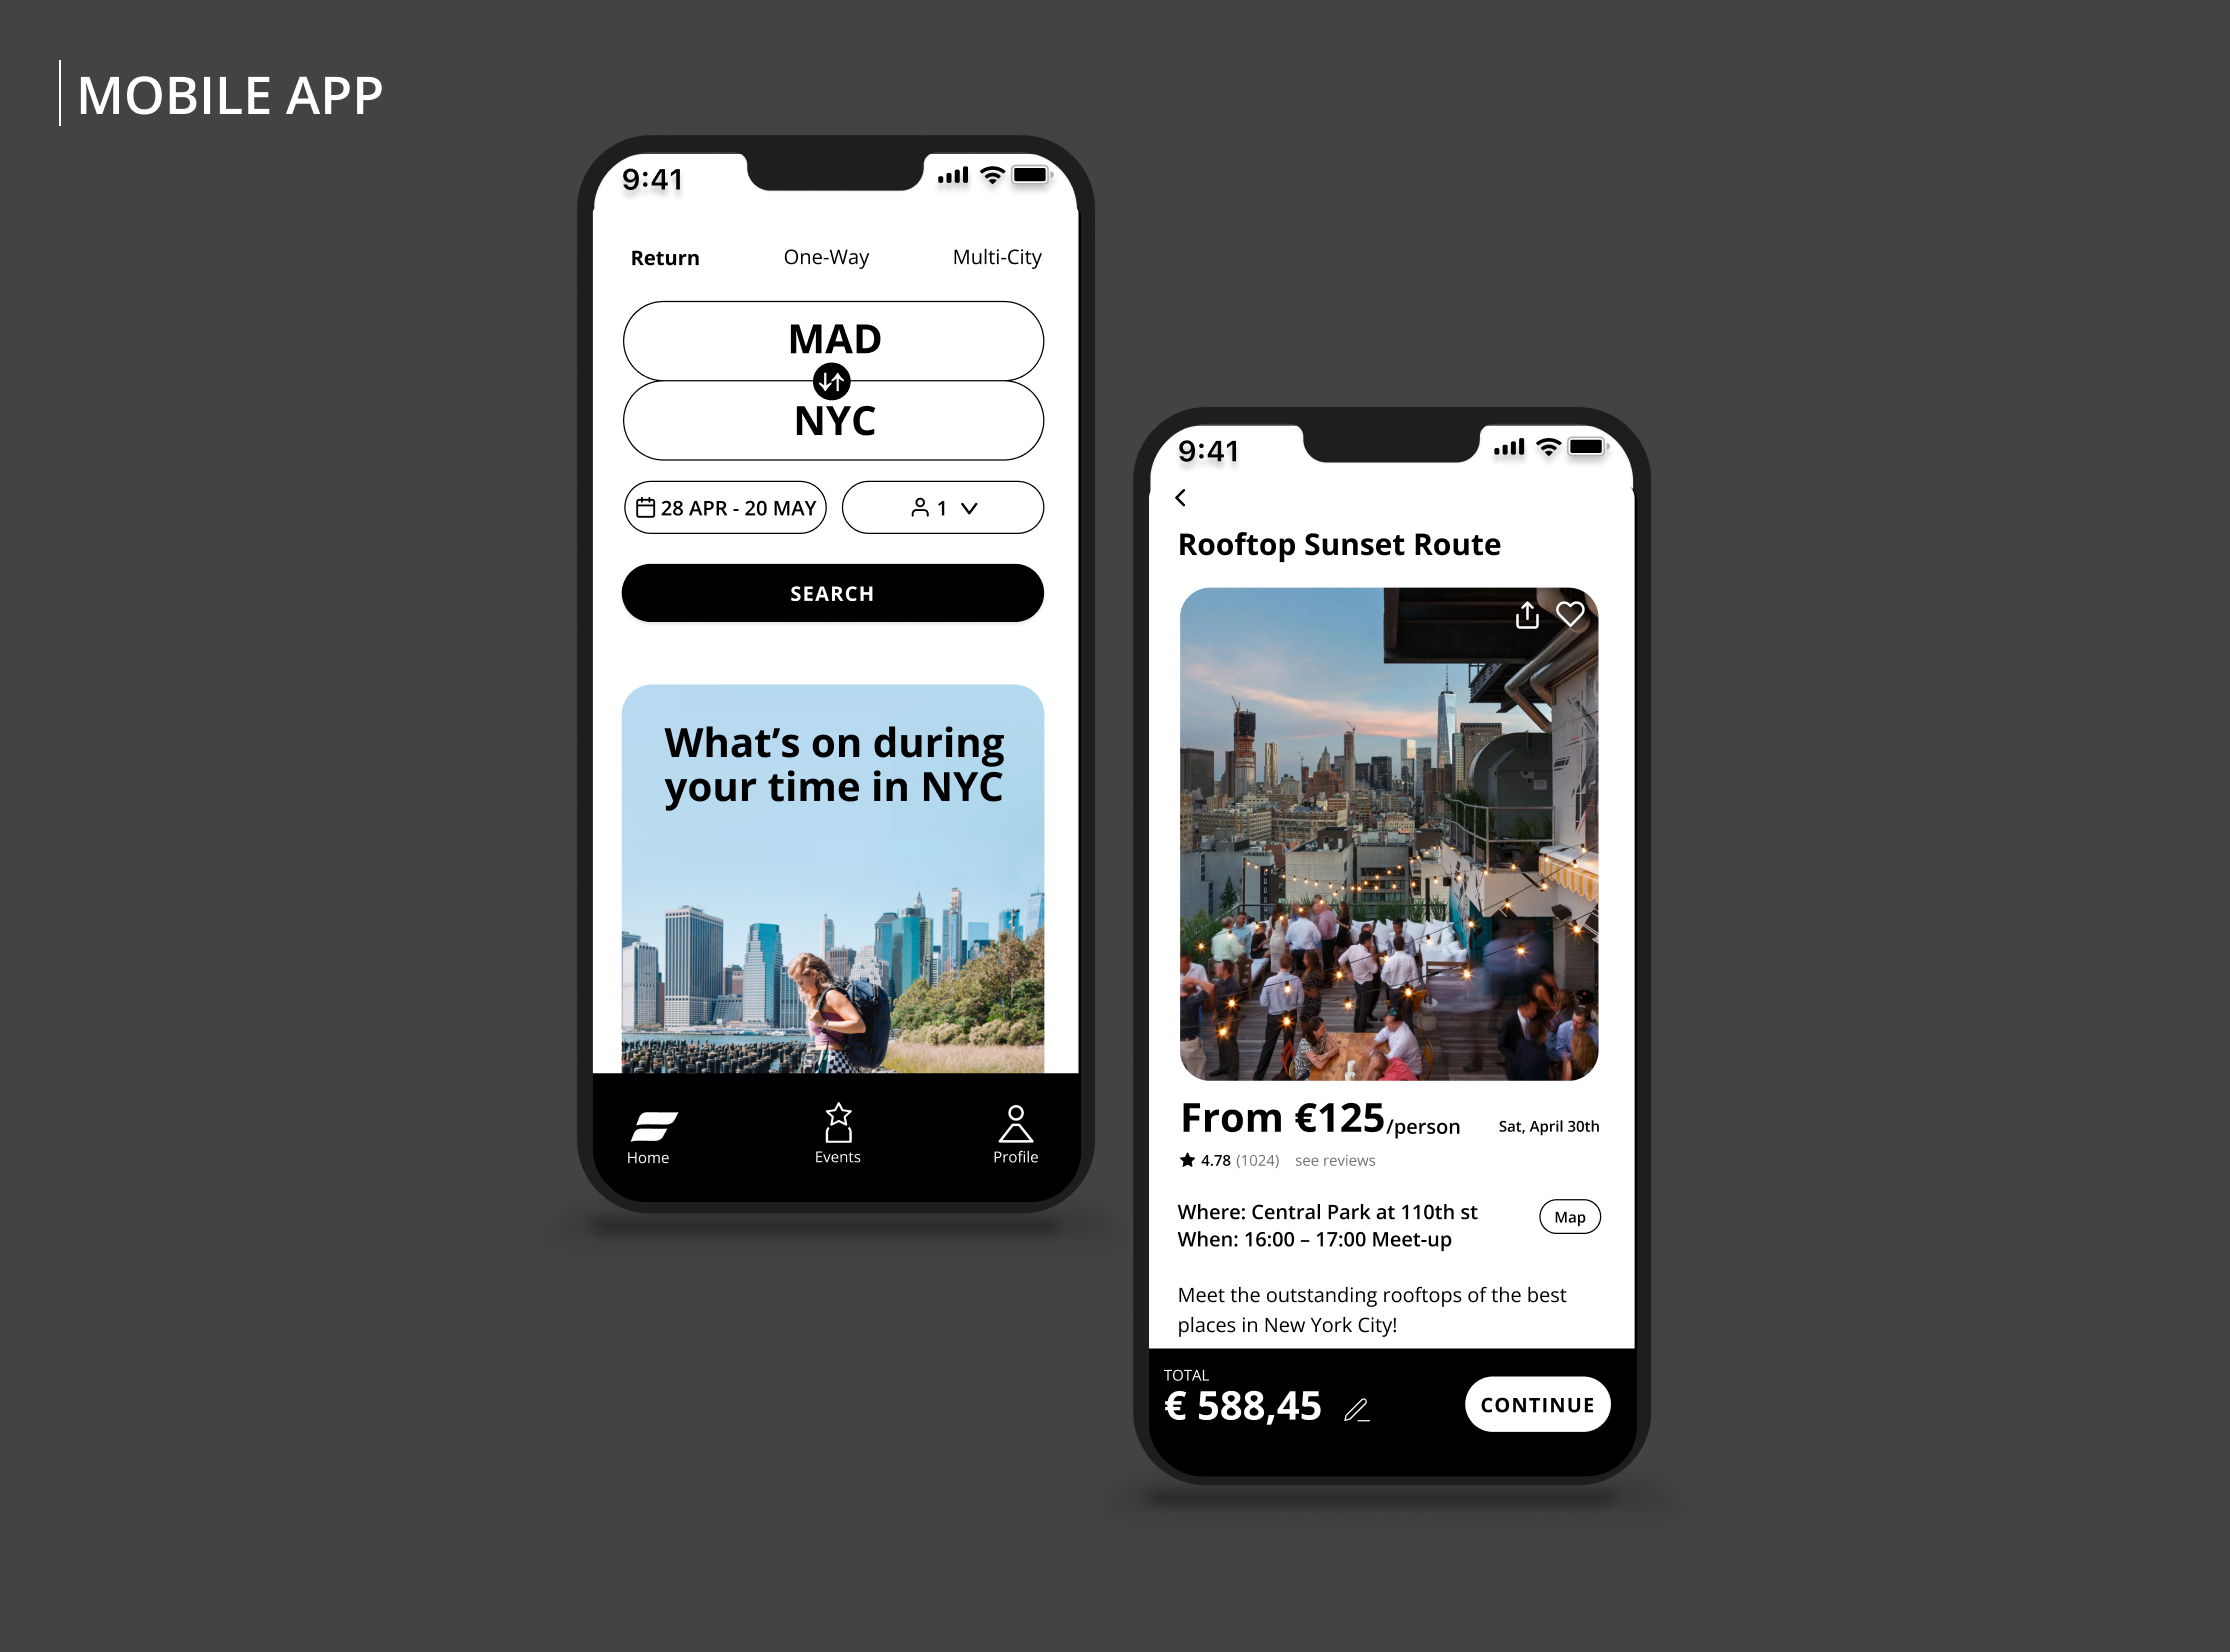 MOBILE APP
9:41
Return One-Way Multi-City
MAD
NYC
28 APR - 20 MAY 1
SEARCH
What’s on during
your time in NYC
Home Events Profile
9:41
Rooftop Sunset Route
From €125/person Sat, April 30th
4.78 (1024) see reviews
Where: Central Park at 110th st
When: 16:00 – 17:00 Meet-up
Map
Meet the outstanding rooftops of the best
places in New York City!
TOTAL
€ 588,45
CONTINUE